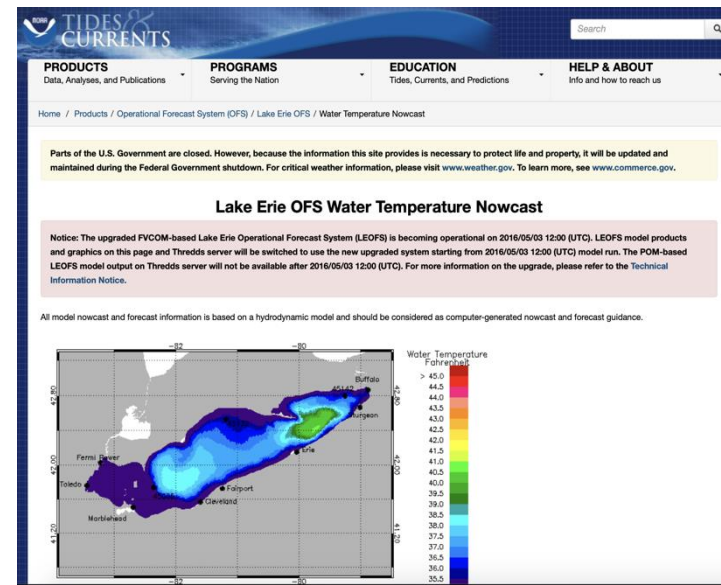 NOAA
TIDES &
CURRENTS
Search
PRODUCTS
Data, Analyses, and Publications
PROGRAMS
Serving the Nation
EDUCATION
Tides, Currents, and Predictions
HELP & ABOUT
Info and how to reach us
Home / Products / Operational Forecast System (OFS) / Lake Erie OFS / Water Temperature Nowcast
Parts of the U.S. Government are closed. However, because the information this site provides is necessary to protect life and property, it will be updated and
maintained during the Federal Government shutdown. For critical weather information, please visit www.weather.gov. To learn more, see www.commerce.gov.
Lake Erie OFS Water Temperature Nowcast
Notice: The upgraded FVCOM-based Lake Erie Operational Forecast System (LEOFS) is becoming operational on 2016/05/03 12:00 (UTC). LEOFS model products
and graphics on this page and Thredds server will be switched to use the new upgraded system starting from 2016/05/03 12:00 (UTC) model run. The POM-based
LEOFS model output on Thredds server will not be available after 2016/05/03 12:00 (UTC). For more information on the upgrade, please refer to the Technical
Information Notice.
All model nowcast and forecast information is based on a hydrodynamic model and should be considered as computer-generated nowcast and forecast guidance.
-82
-80
Water Temperature
Fahrenheit
Buffalo
45142
Sturgeon
Erie
Fermi Power
Toledo
Fairport
Cleveland
Marblehead
42.80
42.00
41.20
42.80
42.00
41.20
-82
-80
> 45.0
44.5
44.0
43.5
43.0
42.5
42.0
41.5
41.0
40.5
40.0
39.5
39.0
38.5
38.0
37.5
37.0
36.5
36.0
35.5